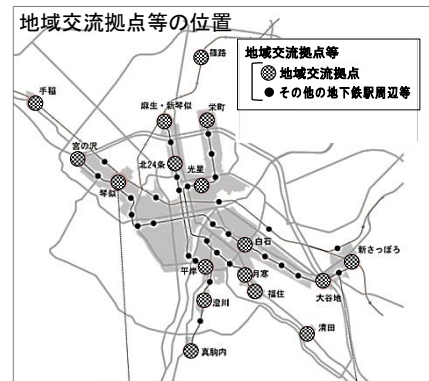 地域交流拠点等の位置
地域交流拠点等
地域交流拠点
その他の地下鉄駅周辺等
篠路
手稲
麻生・新琴似
栄町
宮の沢
北24条
光星
琴似
白石
新さっぽろ
平岸
月寒
福住
大谷地
澄川
清田
真駒内